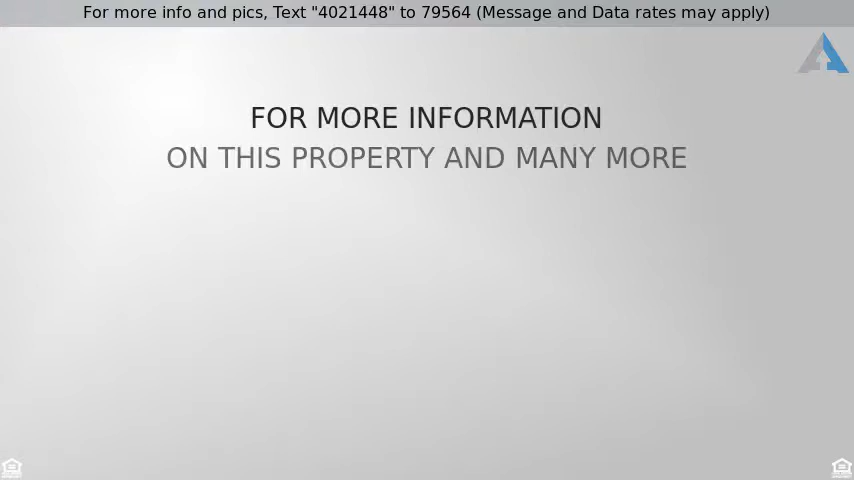 For more info and pics, Text "4021448" to 79564 (Message and Data rates may apply)
FOR MORE INFORMATION
ON THIS PROPERTY AND MANY MORE